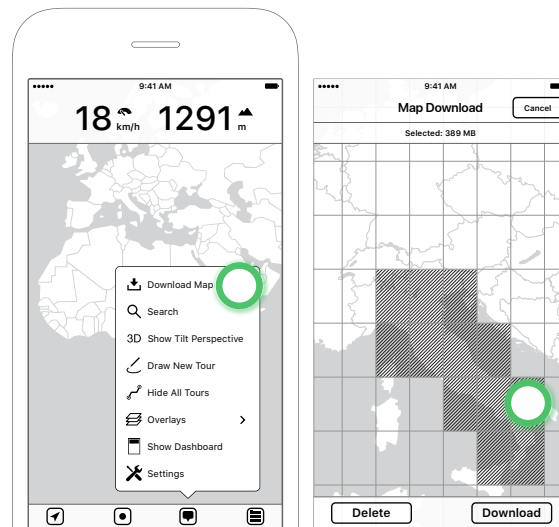 9:41 AM
18 km/h 1291 m
Download Map
Search
3D Show Tilt Perspective
Draw New Tour
Hide All Tours
Overlays
Show Dashboard
Settings
9:41 AM
Map Download
Cancel
Selected: 389 MB
Delete
Download